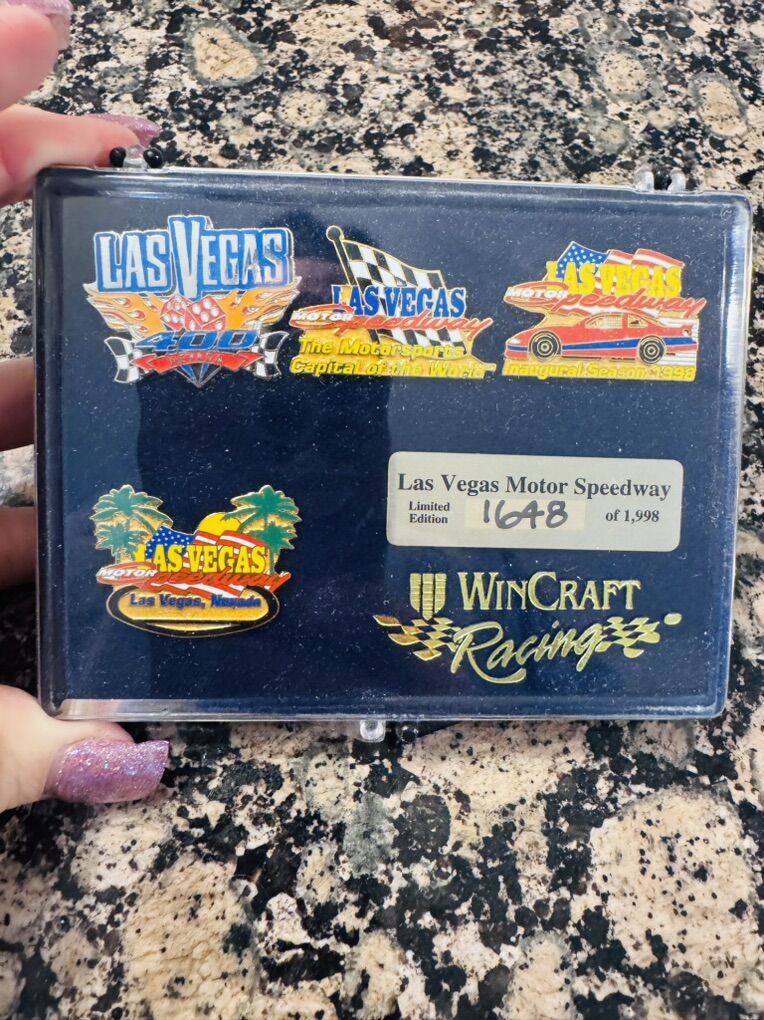 LAS VEGAS
400
LAS VEGAS
MOTOR Speedway
The Motorsports
Capital of the World
LAS VEGAS
MOTOR Speedway
Inaugural Season 1998
LAS VEGAS
MOTOR Speedway
Las Vegas, Nevada
Las Vegas Motor Speedway
Limited
Edition
1648
of 1,998
WINCRAFT
Racing